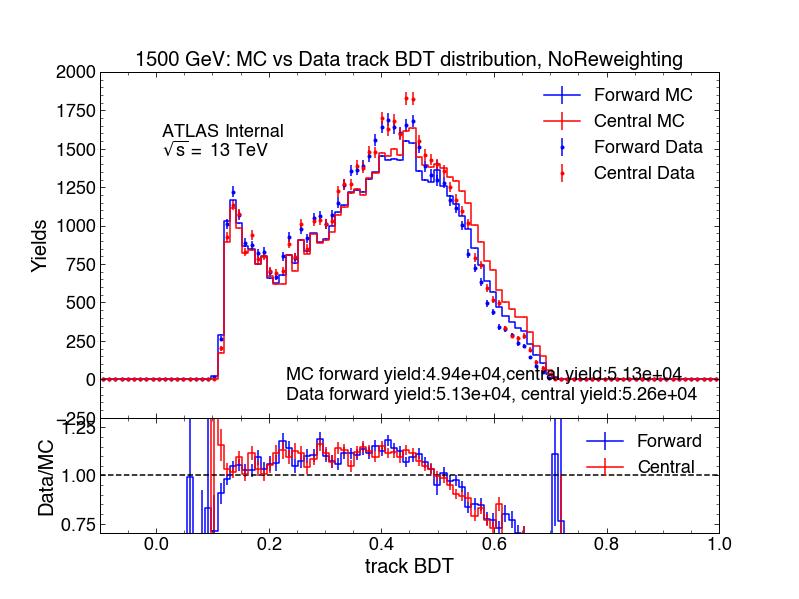 1500 GeV: MC vs Data track BDT distribution, NoReweighting
2000
1750
1500
1250
1000
750
500
250
0
−250
Yields
ATLAS Internal
√s = 13 TeV
Forward MC
Central MC
Forward Data
Central Data
MC forward yield:4.94e+04,central yield:5.13e+04
Data forward yield:5.13e+04, central yield:5.26e+04
1.25
1.00
0.75
Data/MC
Forward
Central
0.0 0.2 0.4 0.6 0.8 1.0
track BDT